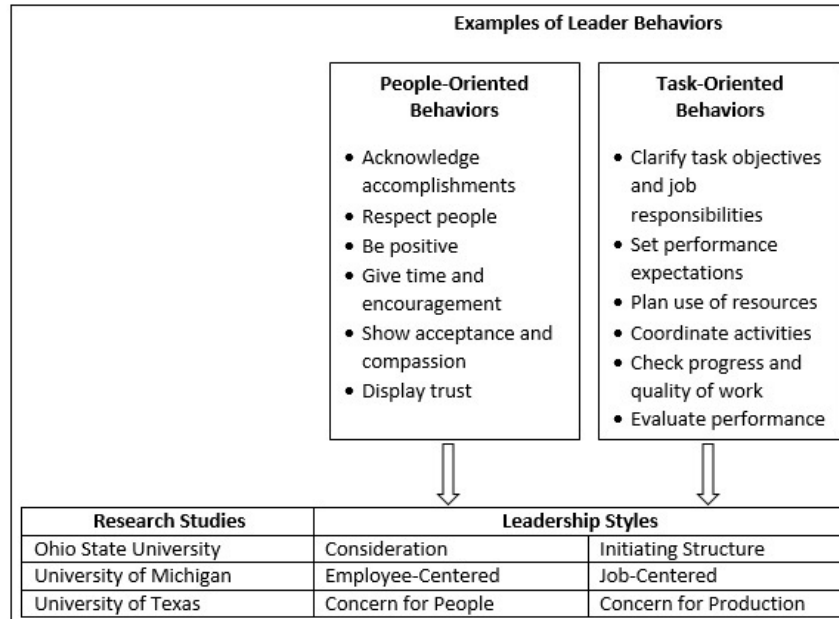 Examples of Leader Behaviors
People-Oriented
Behaviors
• Acknowledge
accomplishments
• Respect people
• Be positive
• Give time and
encouragement
• Show acceptance and
compassion
• Display trust
Task-Oriented
Behaviors
• Clarify task objectives
and job
responsibilities
• Set performance
expectations
• Plan use of resources
• Coordinate activities
• Check progress and
quality of work
• Evaluate performance
Research Studies Leadership Styles
Ohio State University Consideration Initiating Structure
University of Michigan Employee-Centered Job-Centered
University of Texas Concern for People Concern for Production